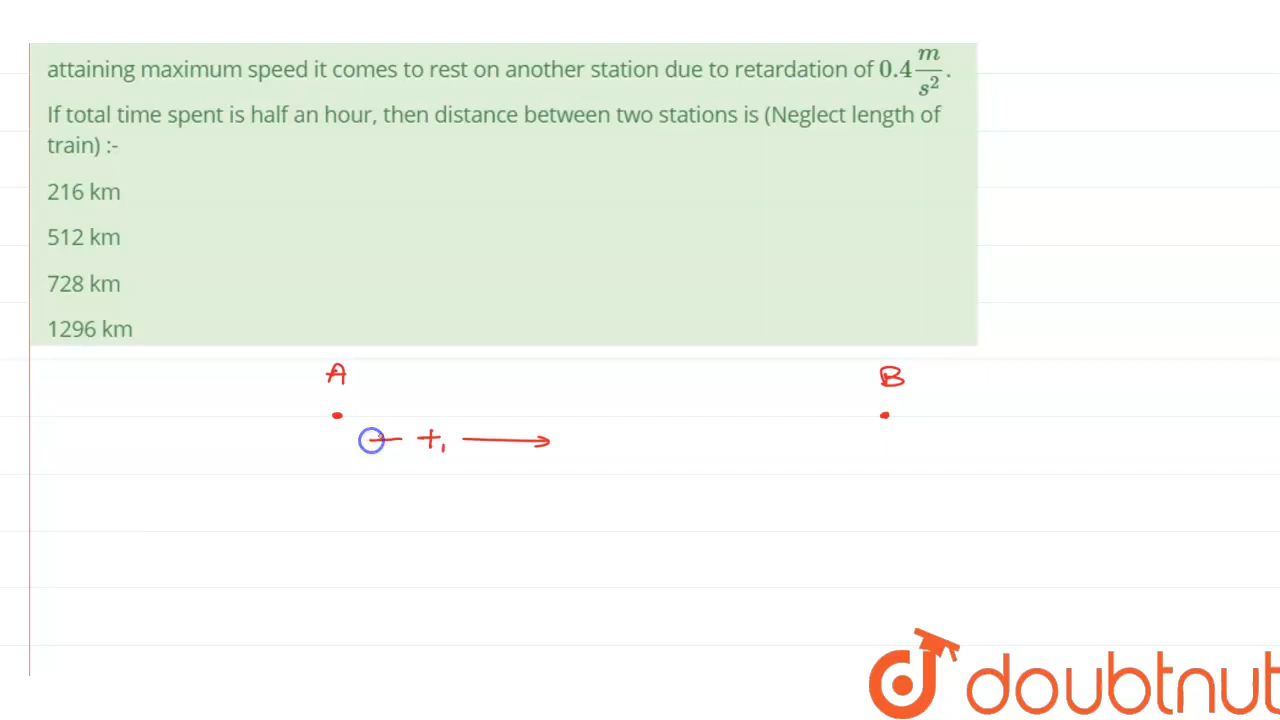 attaining maximum speed it comes to rest on another station due to retardation of 0.4 m/s².
If total time spent is half an hour, then distance between two stations is (Neglect length of
train) :-
216 km
512 km
728 km
1296 km
A B
t₁
doubtnut